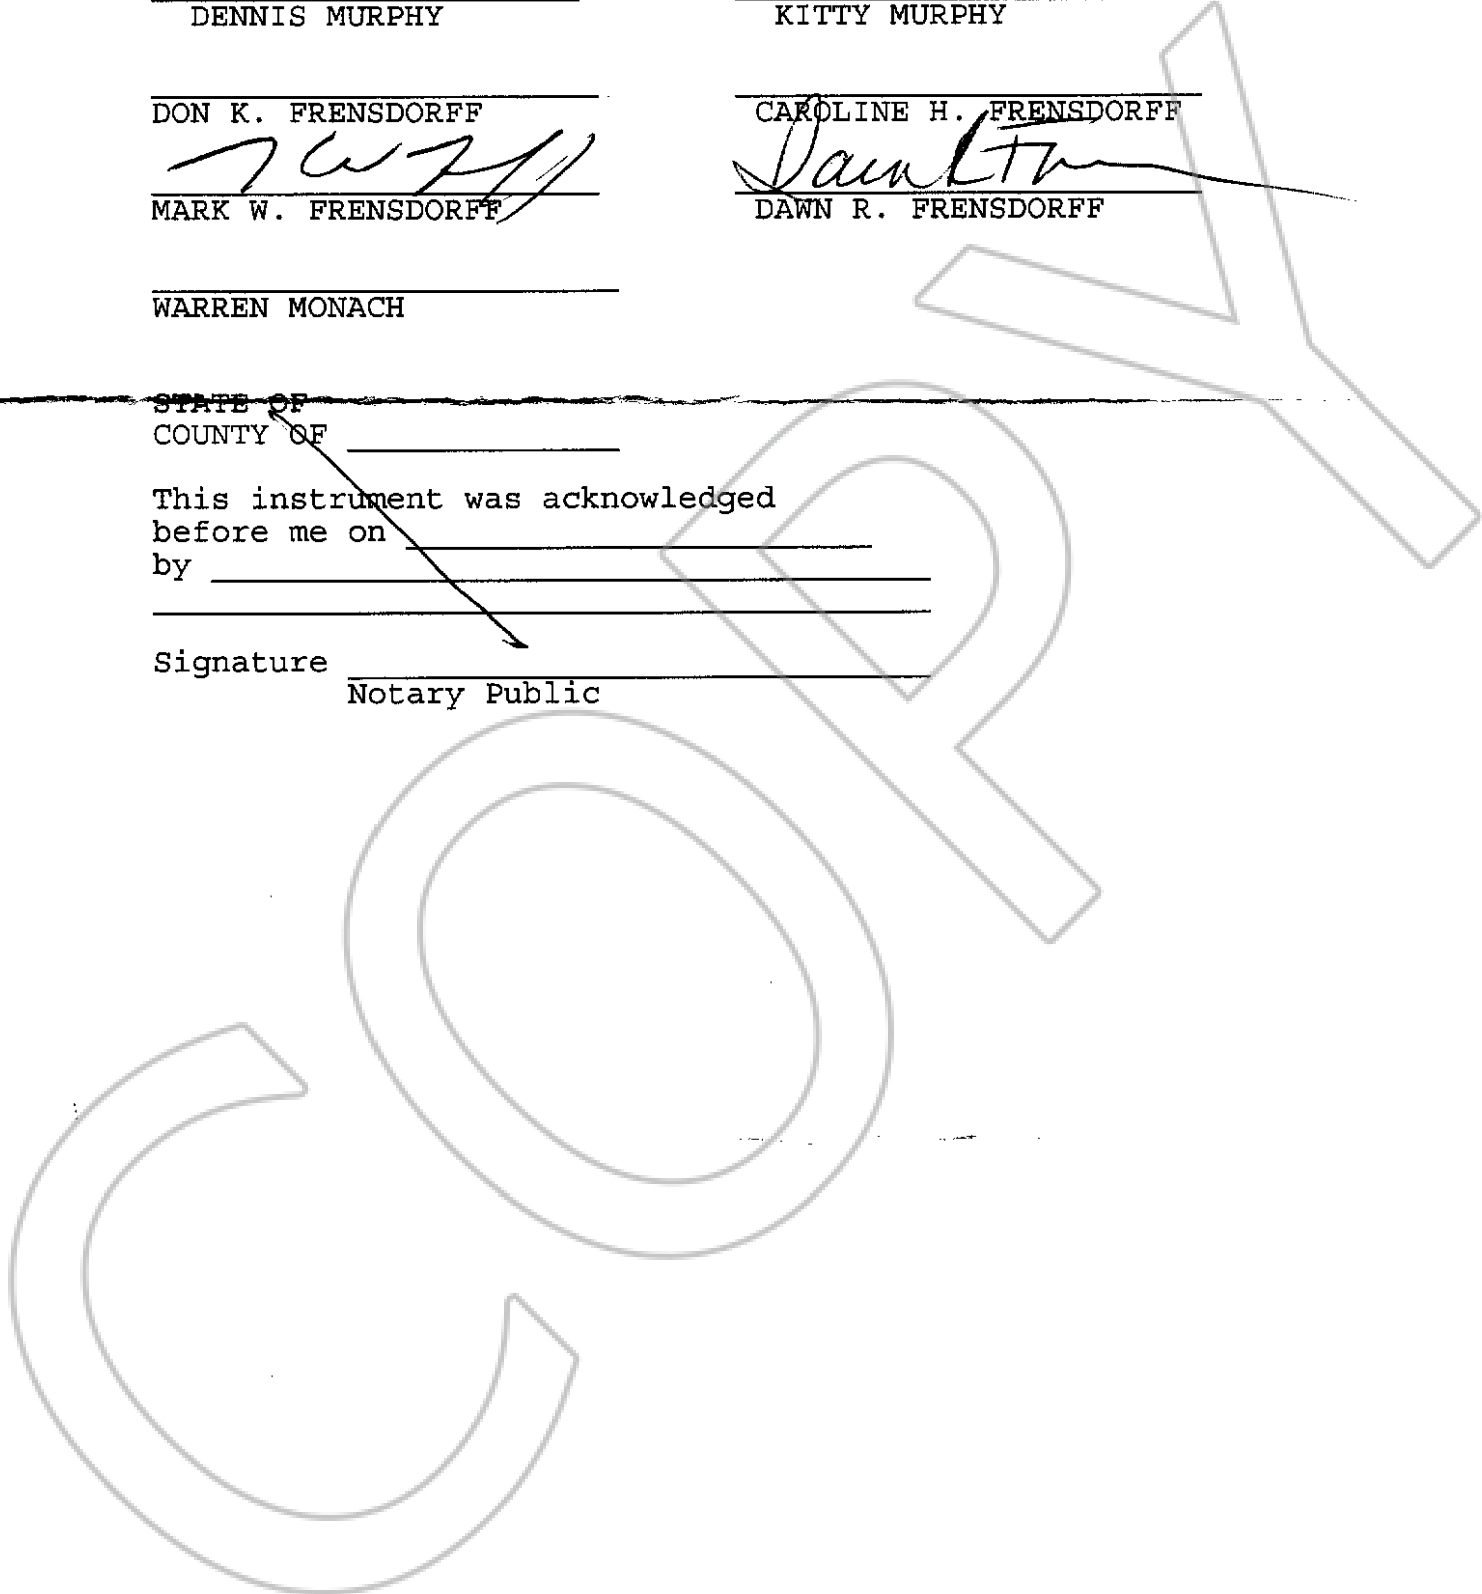 DENNIS MURPHY KITTY MURPHY
DON K. FRENSDORFF CAROLINE H. FRENSDORFF
MARK W. FRENSDORFF DAWN R. FRENSDORFF
WARREN MONACH
STATE OF
COUNTY OF
This instrument was acknowledged
before me on
by
Signature
Notary Public
COPY